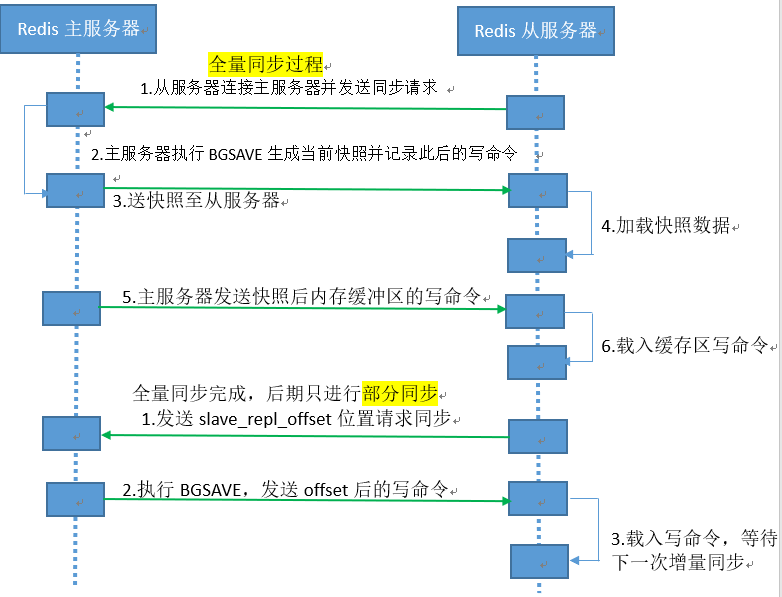 Redis 主服务器
Redis 从服务器
全量同步过程
1.从服务器连接主服务器并发送同步请求
2.主服务器执行 BGSAVE 生成当前快照并记录此后的写命令
3.送快照至从服务器
4.加载快照数据
5.主服务器发送快照后内存缓冲区的写命令
6.载入缓存区写命令
全量同步完成，后期只进行部分同步
1.发送 slave_repl_offset 位置请求同步
2.执行 BGSAVE，发送 offset 后的写命令
3.载入写命令，等待
下一次增量同步